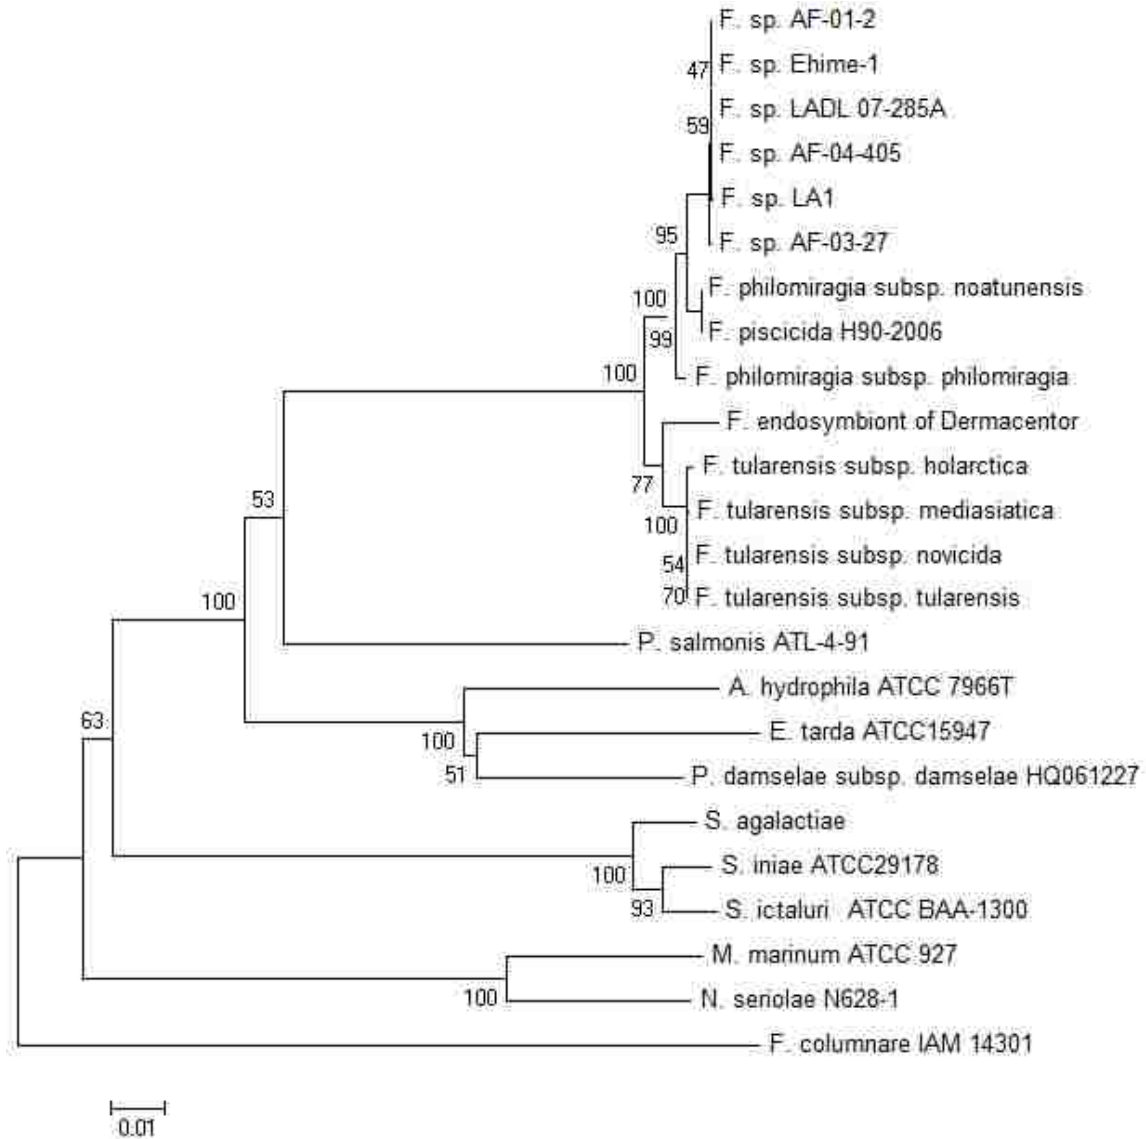 F. sp. AF-01-2
47
F. sp. Ehime-1
F. sp. LADL 07-285A
59
F. sp. AF-04-405
F. sp. LA1
95
F. sp. AF-03-27
F. philomiragia subsp. noatunensis
100
F. piscicida H90-2006
99
100
F. philomiragia subsp. philomiragia
F. endosymbiont of Dermacentor
F. tularensis subsp. holarctica
77
53
F. tularensis subsp. mediasiatica
100
F. tularensis subsp. novicida
54
70
F. tularensis subsp. tularensis
100
P. salmonis ATL-4-91
A. hydrophila ATCC 7966T
63
E. tarda ATCC15947
100
51
P. damselae subsp. damselae HQ061227
S. agalactiae
S. iniae ATCC29178
100
93
S. ictaluri ATCC BAA-1300
M. marinum ATCC 927
100
N. seriolae N628-1
F. columnare IAM 14301
0.01